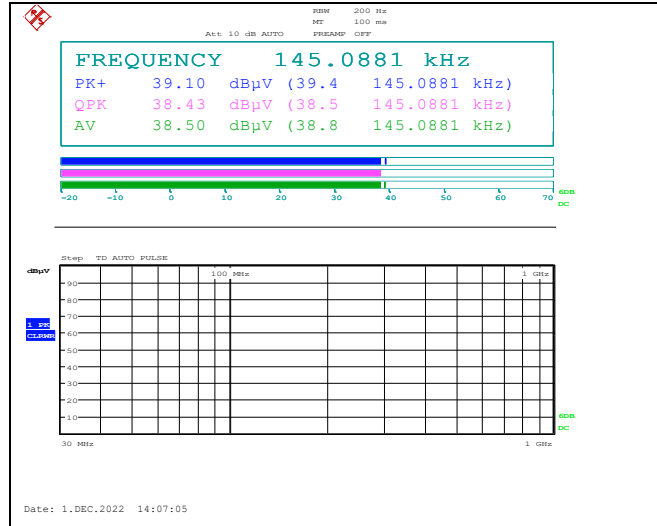 R S
RBW 200 Hz
MT 100 ms
Att 10 dB AUTO PREAMP OFF
FREQUENCY 145.0881 kHz
PK+ 39.10 dBµV (39.4 145.0881 kHz)
QPK 38.43 dBµV (38.5 145.0881 kHz)
AV 38.50 dBµV (38.8 145.0881 kHz)
-20 -10 0 10 20 30 40 50 60 70
6DB
DC
Step TD AUTO PULSE
dBµV
100 MHz 1 GHz
90
80
70
1 PK
CLRWR
60
50
40
30
20
10
6DB
DC
30 MHz 1 GHz
Date: 1.DEC.2022 14:07:05